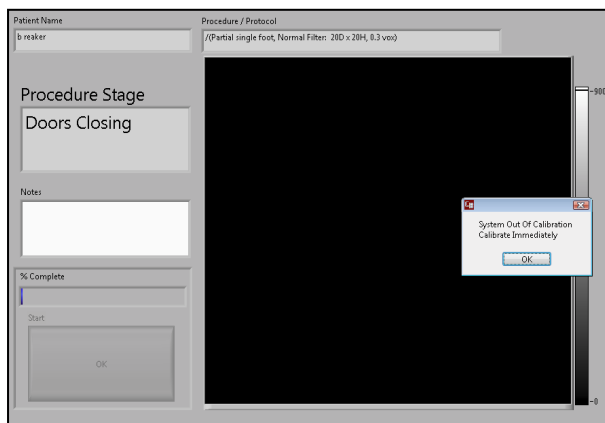 Patient Name
b reaker
Procedure / Protocol
/(Partial single foot, Normal Filter:  20D x 20H, 0.3 vox)
Procedure Stage
Doors Closing
Notes
% Complete
Start
OK
System Out Of Calibration
Calibrate Immediately
OK
900
0